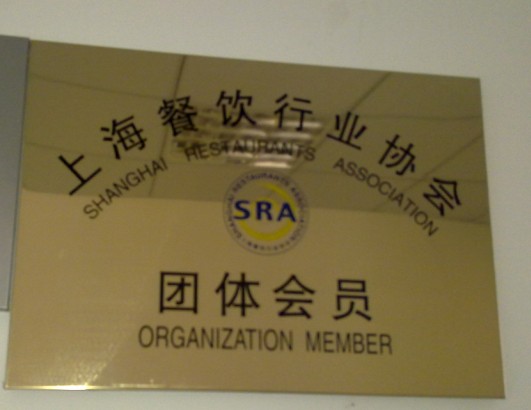 上海餐饮行业协会
SHANGHAI RESTAURANTS ASSOCIATION
SRA
团体会员
ORGANIZATION MEMBER